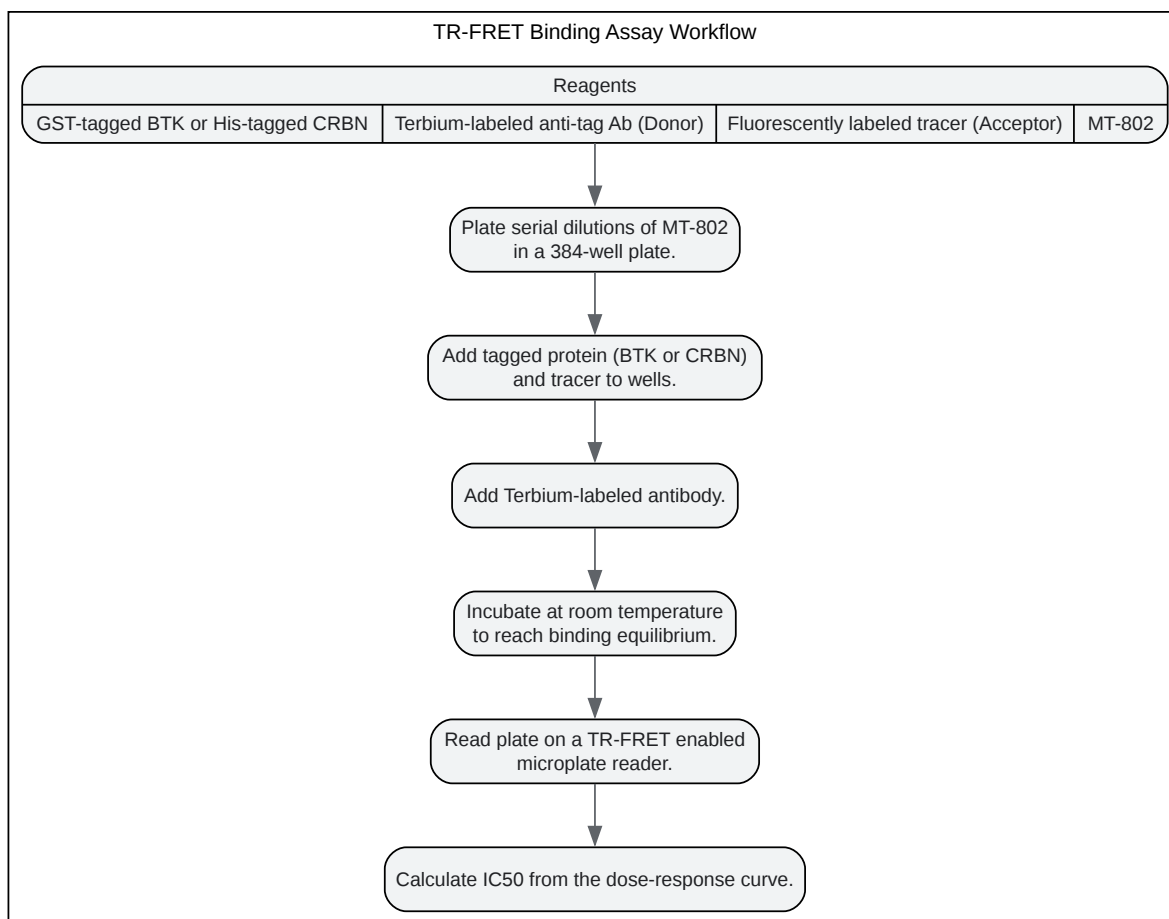 TR-FRET Binding Assay Workflow
Reagents
GST-tagged BTK or His-tagged CRBN
Terbium-labeled anti-tag Ab (Donor)
Fluorescently labeled tracer (Acceptor)
MT-802
Plate serial dilutions of MT-802
in a 384-well plate.
Add tagged protein (BTK or CRBN)
and tracer to wells.
Add Terbium-labeled antibody.
Incubate at room temperature
to reach binding equilibrium.
Read plate on a TR-FRET enabled
microplate reader.
Calculate IC50 from the dose-response curve.